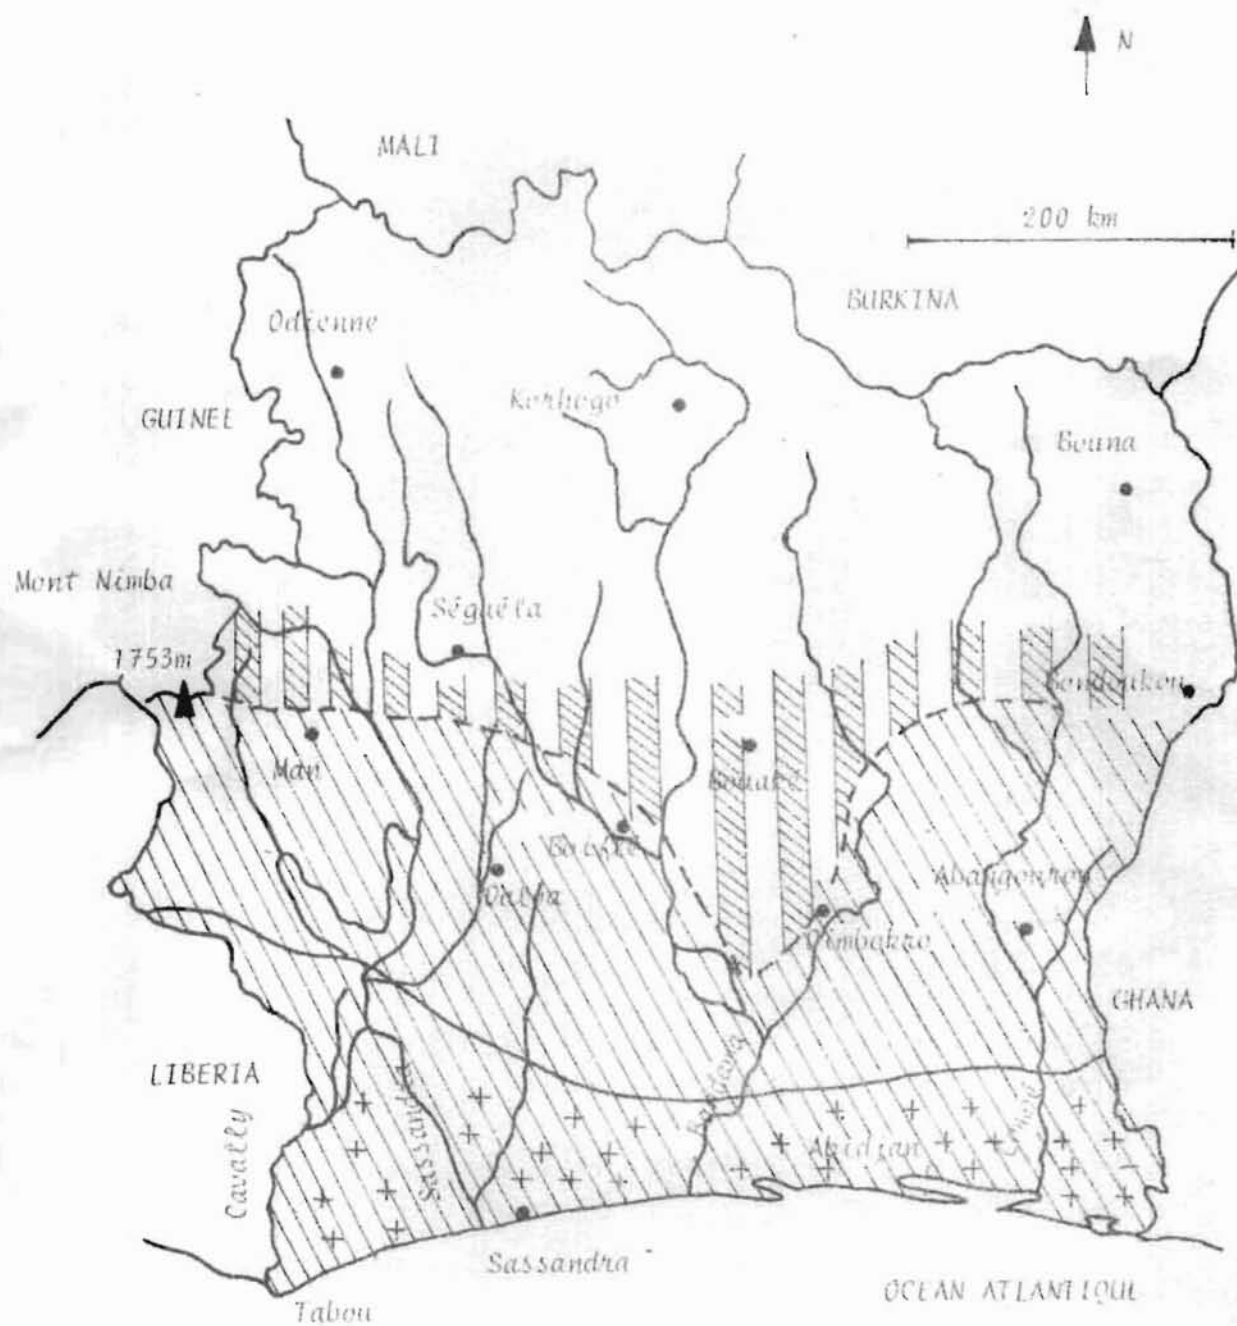 N
MALI
200 km
BURKINA
Odienne
GUINEE
Korhogo
Bouna
Mont Nimba
Séguéla
1753m
Bondoukou
Man
Bouaké
Daloa
Abengourou
Dimbokro
GHANA
LIBERIA
Cavally
Sassandra
Bandama
Abidjan
Sassandra
OCEAN ATLANTIQUE
Tabou